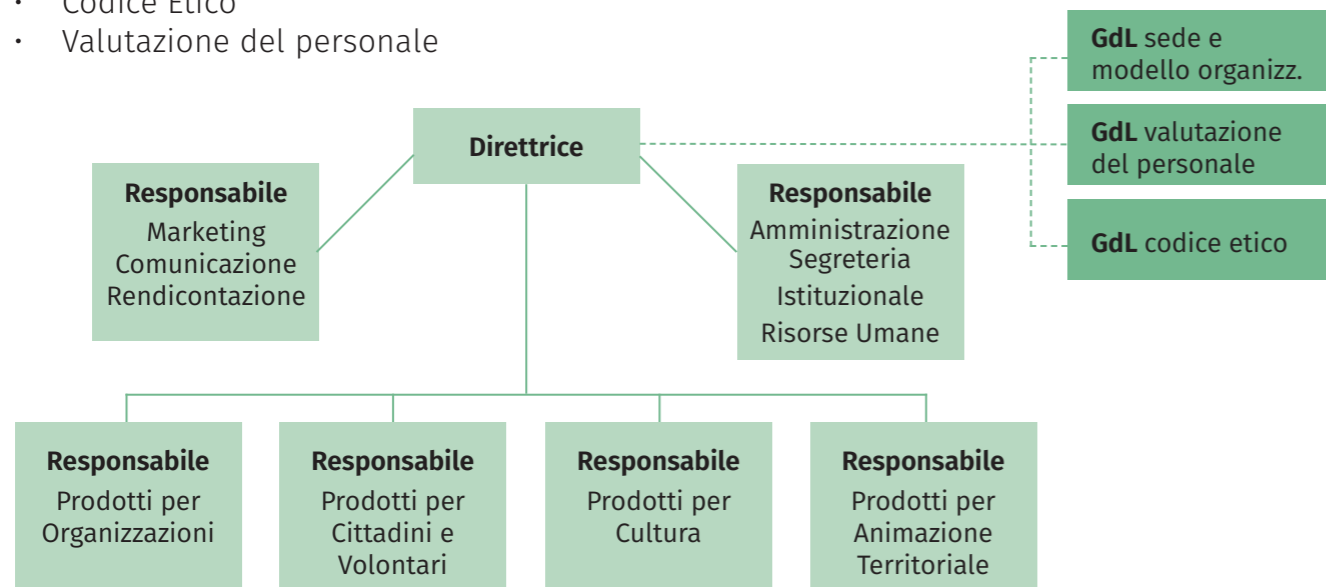 • Codice Etico
• Valutazione del personale
GdL sede e
modello organizz.
GdL valutazione
del personale
GdL codice etico
Direttrice
Responsabile
Marketing
Comunicazione
Rendicontazione
Responsabile
Amministrazione
Segreteria
Istituzionale
Risorse Umane
Responsabile
Prodotti per
Organizzazioni
Responsabile
Prodotti per
Cittadini e
Volontari
Responsabile
Prodotti per
Cultura
Responsabile
Prodotti per
Animazione
Territoriale